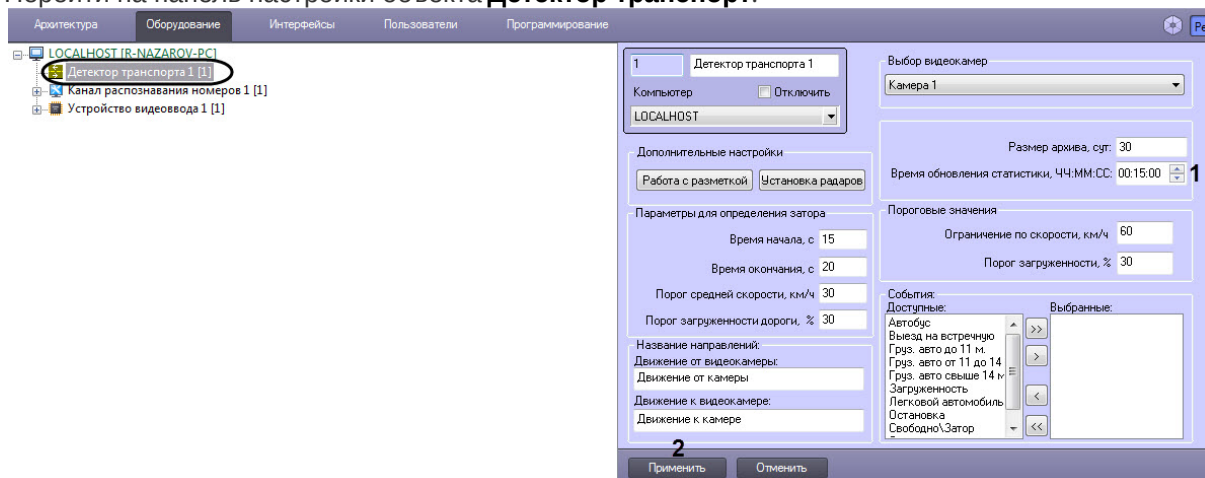 Перейти на панель настройки объекта Детектор транспорт.
Архитектура Оборудование Интерфейсы Пользователи Программирование
LOCALHOST [R-NAZAROV-PC]
Детектор транспорта 1 [1]
Канал распознавания номеров 1 [1]
Устройство видеоввода 1 [1]
1 Детектор транспорта 1
Компьютер Отключить
LOCALHOST
Дополнительные настройки
Работа с разметкой Установка радаров
Параметры для определения затора
Время начала, с 15
Время окончания, с 20
Порог средней скорости, км/ч 30
Порог загруженности дороги, % 30
Название направлений:
Движение от видеокамеры:
Движение от камеры
Движение к видеокамере:
Движение к камере
Выбор видеокамер
Камера 1
Размер архива, сут: 30
Время обновления статистики, ЧЧ:ММ:СС: 00:15:00 1
Пороговые значения
Ограничение по скорости, км/ч 60
Порог загруженности, % 30
События:
Доступные: Выбранные:
Автобус
Выезд на встречную
Груз. авто до 11 м.
Груз. авто от 11 до 14
Груз. авто свыше 14 м
Загруженность
Легковой автомобиль
Остановка
Свободно\Затор
>>
>
<
<<
2
Применить Отменить